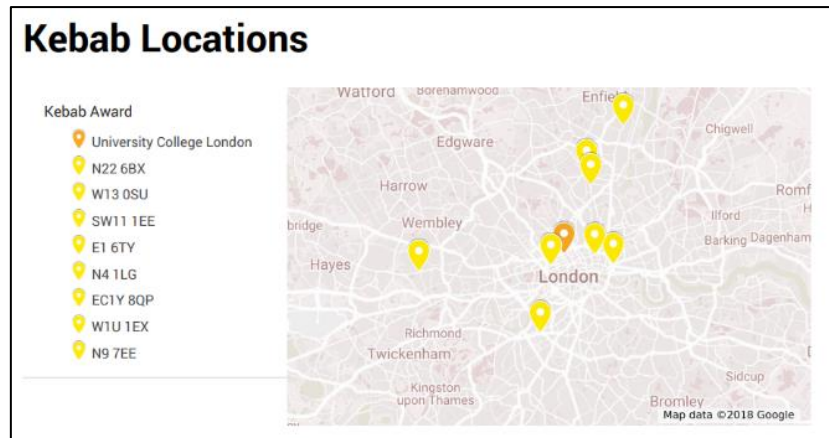 Kebab Locations
Kebab Award
University College London
N22 6BX
W13 0SU
SW11 1EE
E1 6TY
N4 1LG
EC1Y 8QP
W1U 1EX
N9 7EE
Watford
Borehamwood
Enfield
Chigwell
Edgware
Harrow
Romf
bridge
Wembley
Ilford
Barking
Dagenham
Hayes
London
Richmond
Twickenham
Kingston
upon Thames
Sidcup
Bromley
Map data ©2018 Google